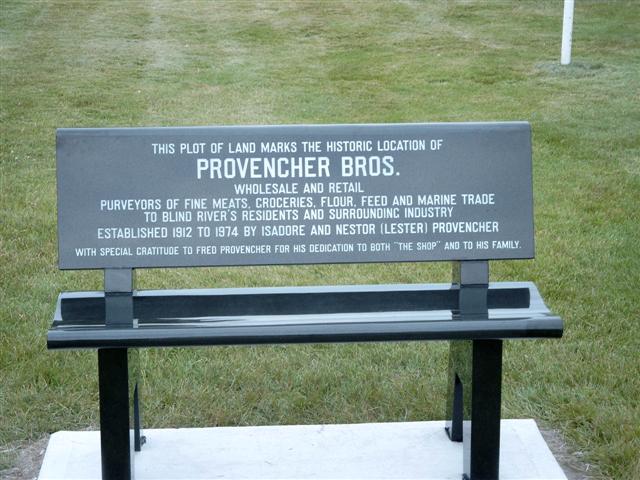 THIS PLOT OF LAND MARKS THE HISTORIC LOCATION OF
PROVENCHER BROS.
WHOLESALE AND RETAIL
PURVEYORS OF FINE MEATS, GROCERIES, FLOUR, FEED AND MARINE TRADE
TO BLIND RIVER'S RESIDENTS AND SURROUNDING INDUSTRY
ESTABLISHED 1912 TO 1974 BY ISADORE AND NESTOR (LESTER) PROVENCHER
WITH SPECIAL GRATITUDE TO FRED PROVENCHER FOR HIS DEDICATION TO BOTH "THE SHOP" AND TO HIS FAMILY.